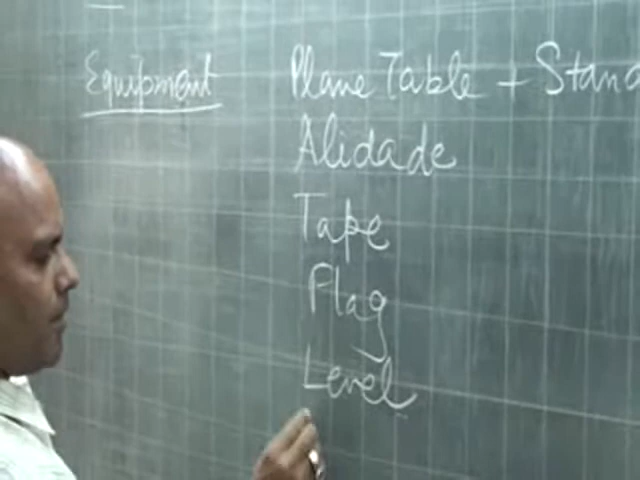 Equipment Plane Table + Stand
Alidade
Tape
Flag
Level